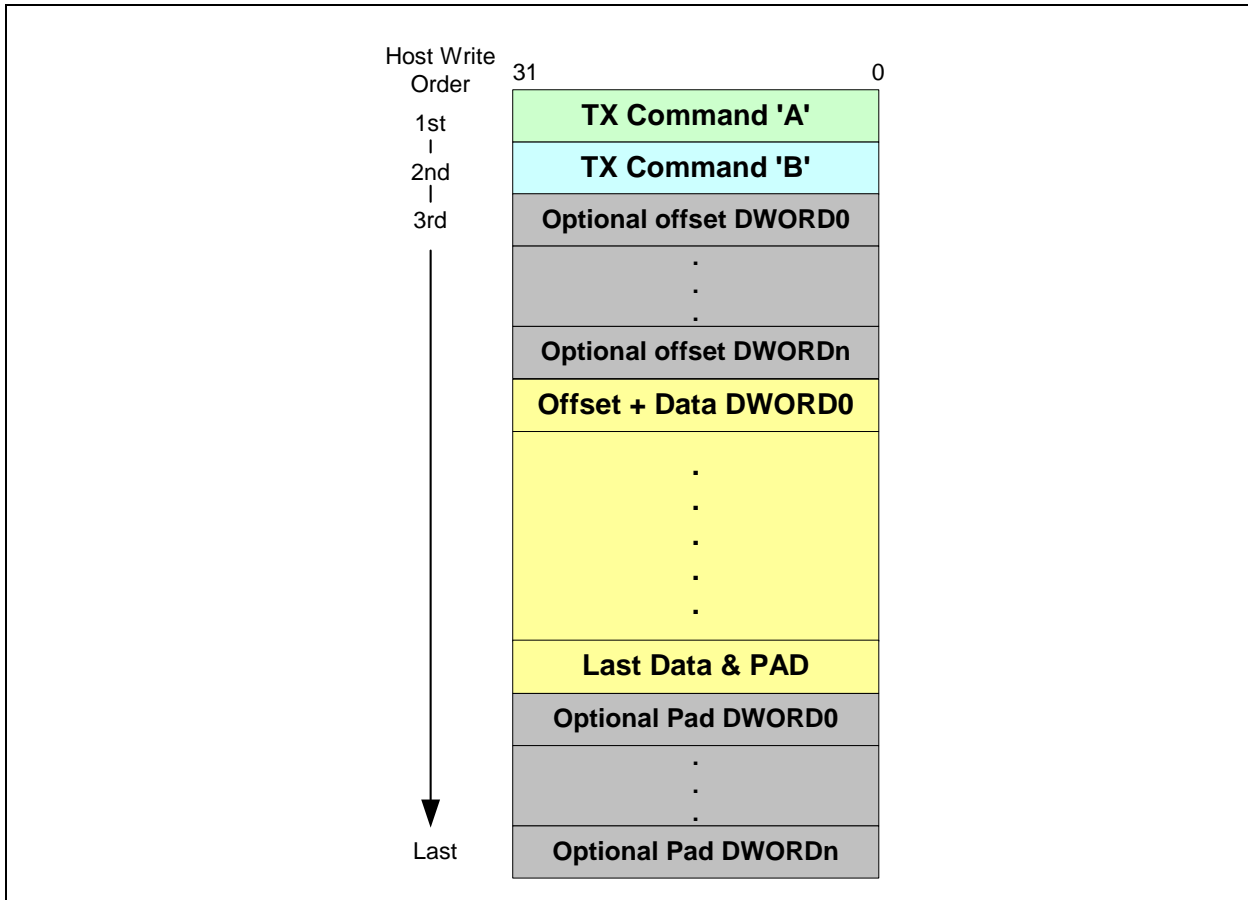 Host Write
Order
31
0
1st
2nd
3rd
Last
TX Command 'A'
TX Command 'B'
Optional offset DWORD0
.
.
.
Optional offset DWORDn
Offset + Data DWORD0
.
.
.
.
.
Last Data & PAD
Optional Pad DWORD0
.
.
.
Optional Pad DWORDn